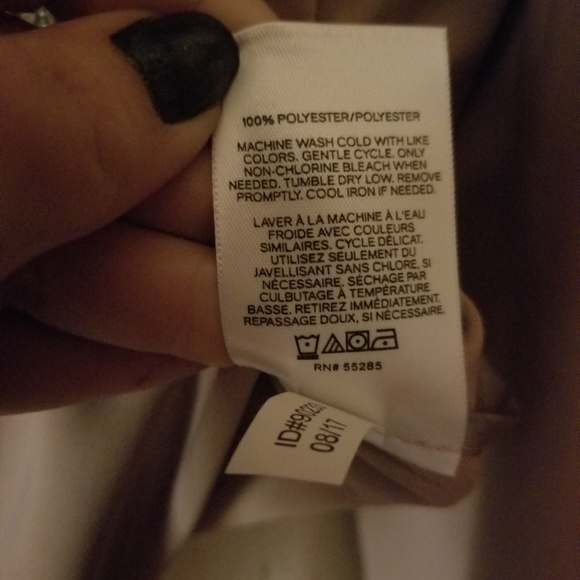 100% POLYESTER/POLYESTER
MACHINE WASH COLD WITH LIKE
COLORS. GENTLE CYCLE. ONLY
NON-CHLORINE BLEACH WHEN
NEEDED. TUMBLE DRY LOW. REMOVE
PROMPTLY. COOL IRON IF NEEDED.
LAVER À LA MACHINE À L'EAU
FROIDE AVEC COULEURS
SIMILAIRES. CYCLE DÉLICAT.
UTILISEZ SEULEMENT DU
JAVELLISANT SANS CHLORE, SI
NÉCESSAIRE. SÉCHAGE PAR
CULBUTAGE À TEMPÉRATURE
BASSE. RETIREZ IMMÉDIATEMENT.
REPASSAGE DOUX, SI NÉCESSAIRE.
RN# 55285
08/17